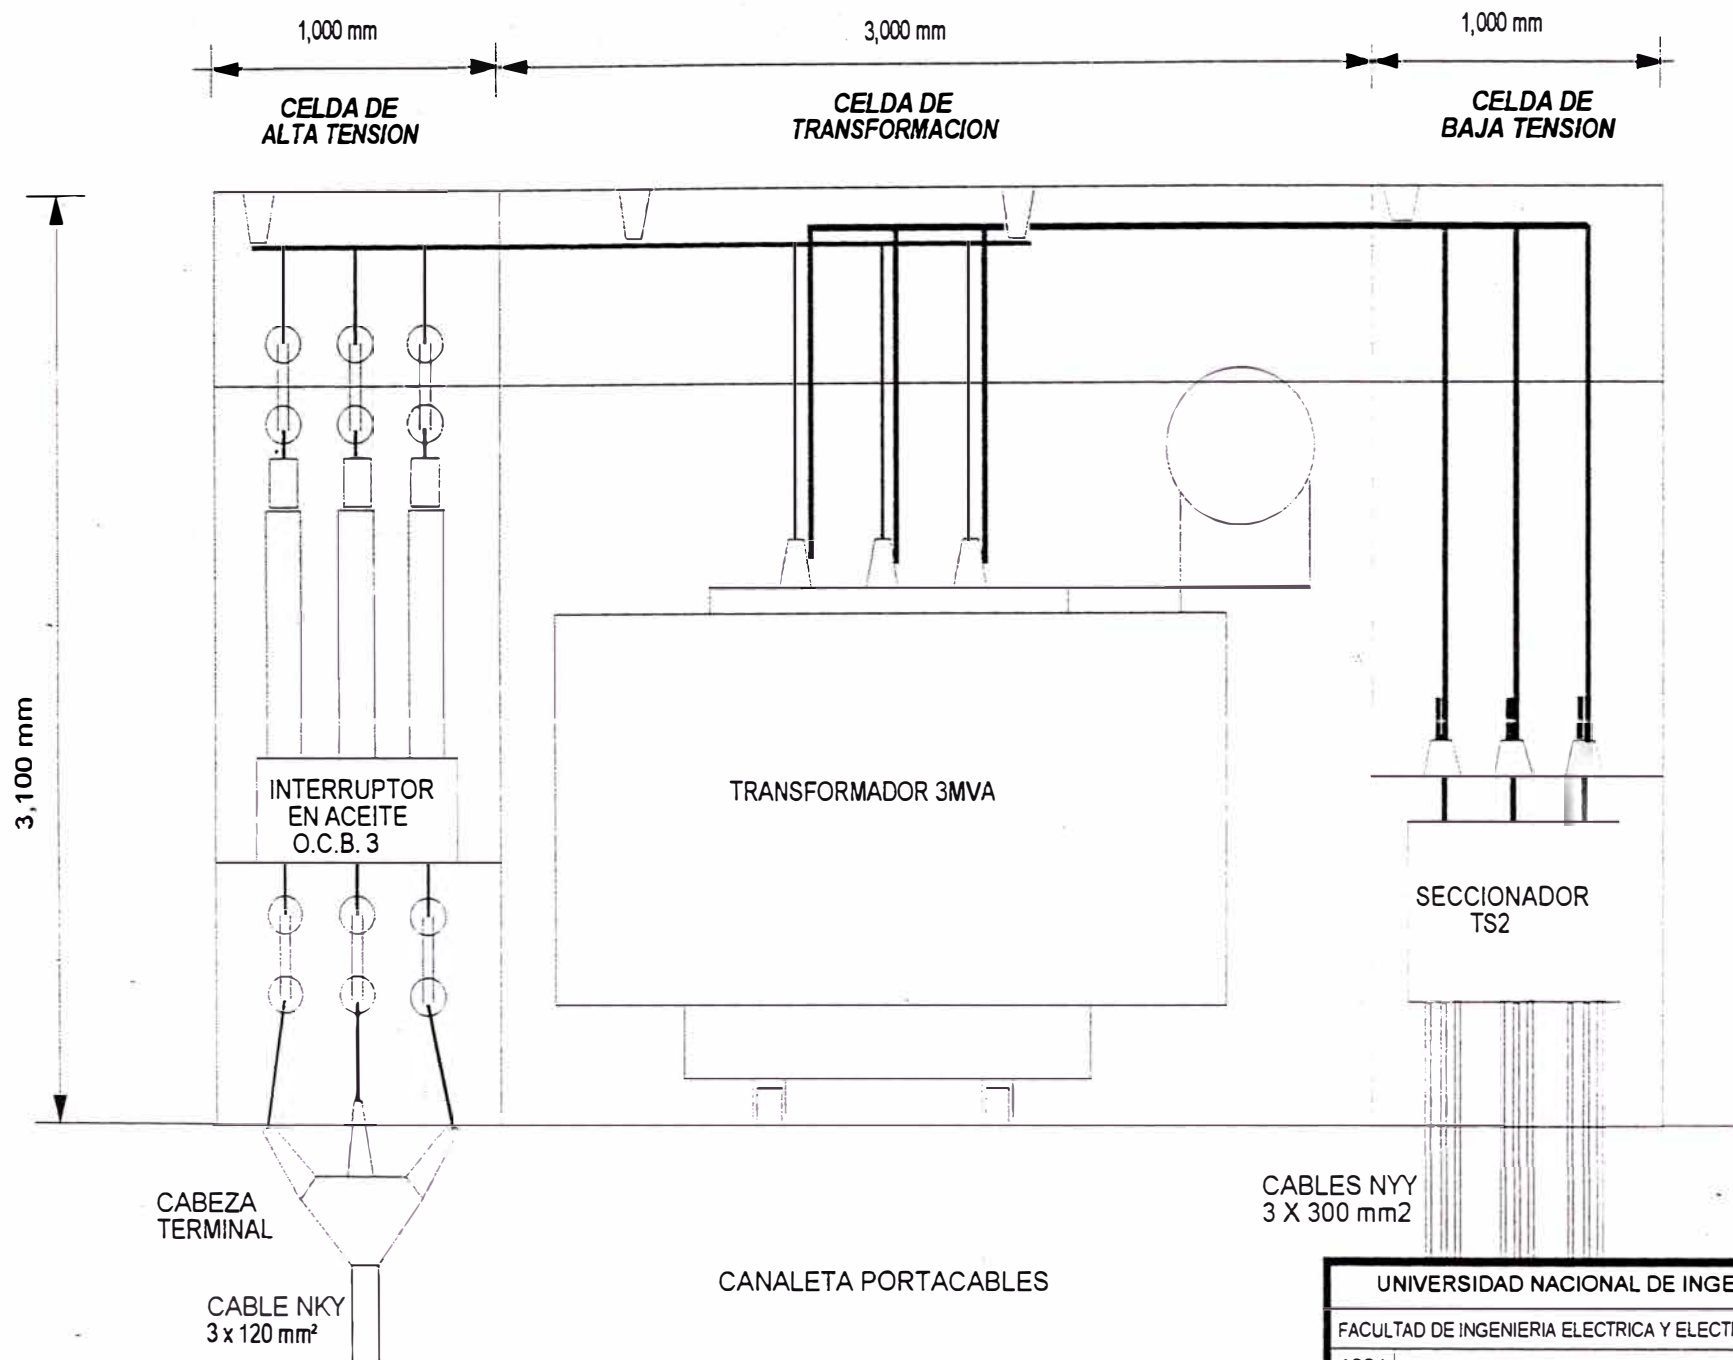 1,000 mm
3,000 mm
1,000 mm
CELDA DE
ALTA TENSION
CELDA DE
TRANSFORMACION
CELDA DE
BAJA TENSION
3,100 mm
INTERRUPTOR
EN ACEITE
O.C.B. 3
TRANSFORMADOR 3MVA
SECCIONADOR
TS2
CABEZA
TERMINAL
CABLES NYY
3 X 300 mm2
CANALETA PORTACABLES
CABLE NKY
3 x 120 mm²
UNIVERSIDAD NACIONAL DE INGE
FACULTAD DE INGENIERIA ELECTRICA Y ELECT